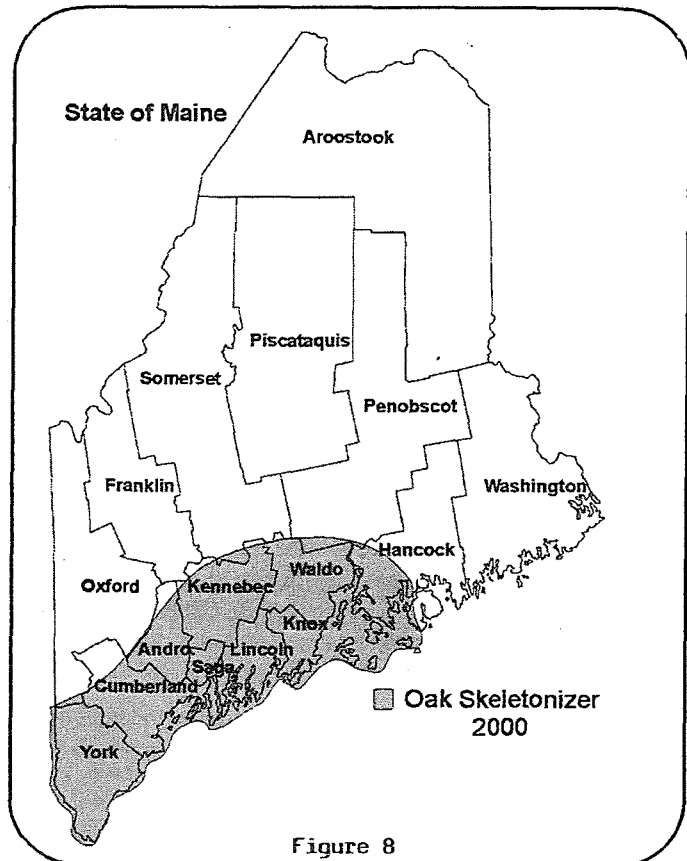 State of Maine
Aroostook
Piscataquis
Somerset
Penobscot
Franklin
Washington
Hancock
Oxford
Kennebec
Waldo
Knox
Andro
Lincoln
Saga
Cumberland
York
Oak Skeletonizer
2000
Figure 8